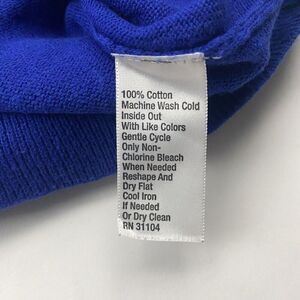 100% Cotton
Machine Wash Cold
Inside Out
With Like Colors
Gentle Cycle
Only Non-
Chlorine Bleach
When Needed
Reshape And
Dry Flat
Cool Iron
If Needed
Or Dry Clean
RN 31104